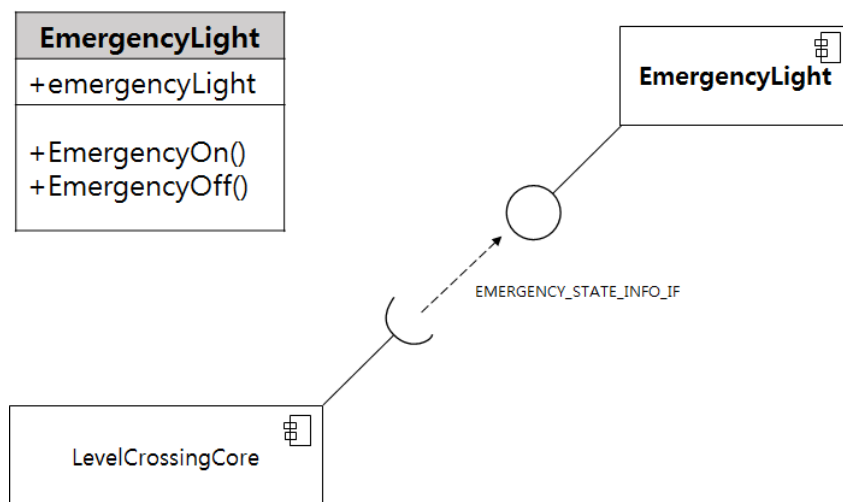 EmergencyLight
+emergencyLight
+EmergencyOn()
+EmergencyOff()
EmergencyLight
EMERGENCY_STATE_INFO_IF
LevelCrossingCore